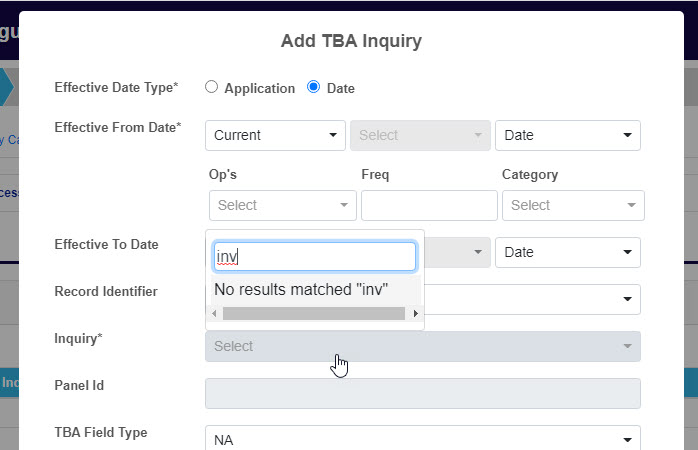 gu
Add TBA Inquiry
Effective Date Type* Application Date
y Ca
Effective From Date* Current Select Date
cess
Op's Freq Category
Select Select
Effective To Date Date
inv
No results matched "inv"
Record Identifier
Inquiry* Select
Inq
Panel Id
TBA Field Type NA